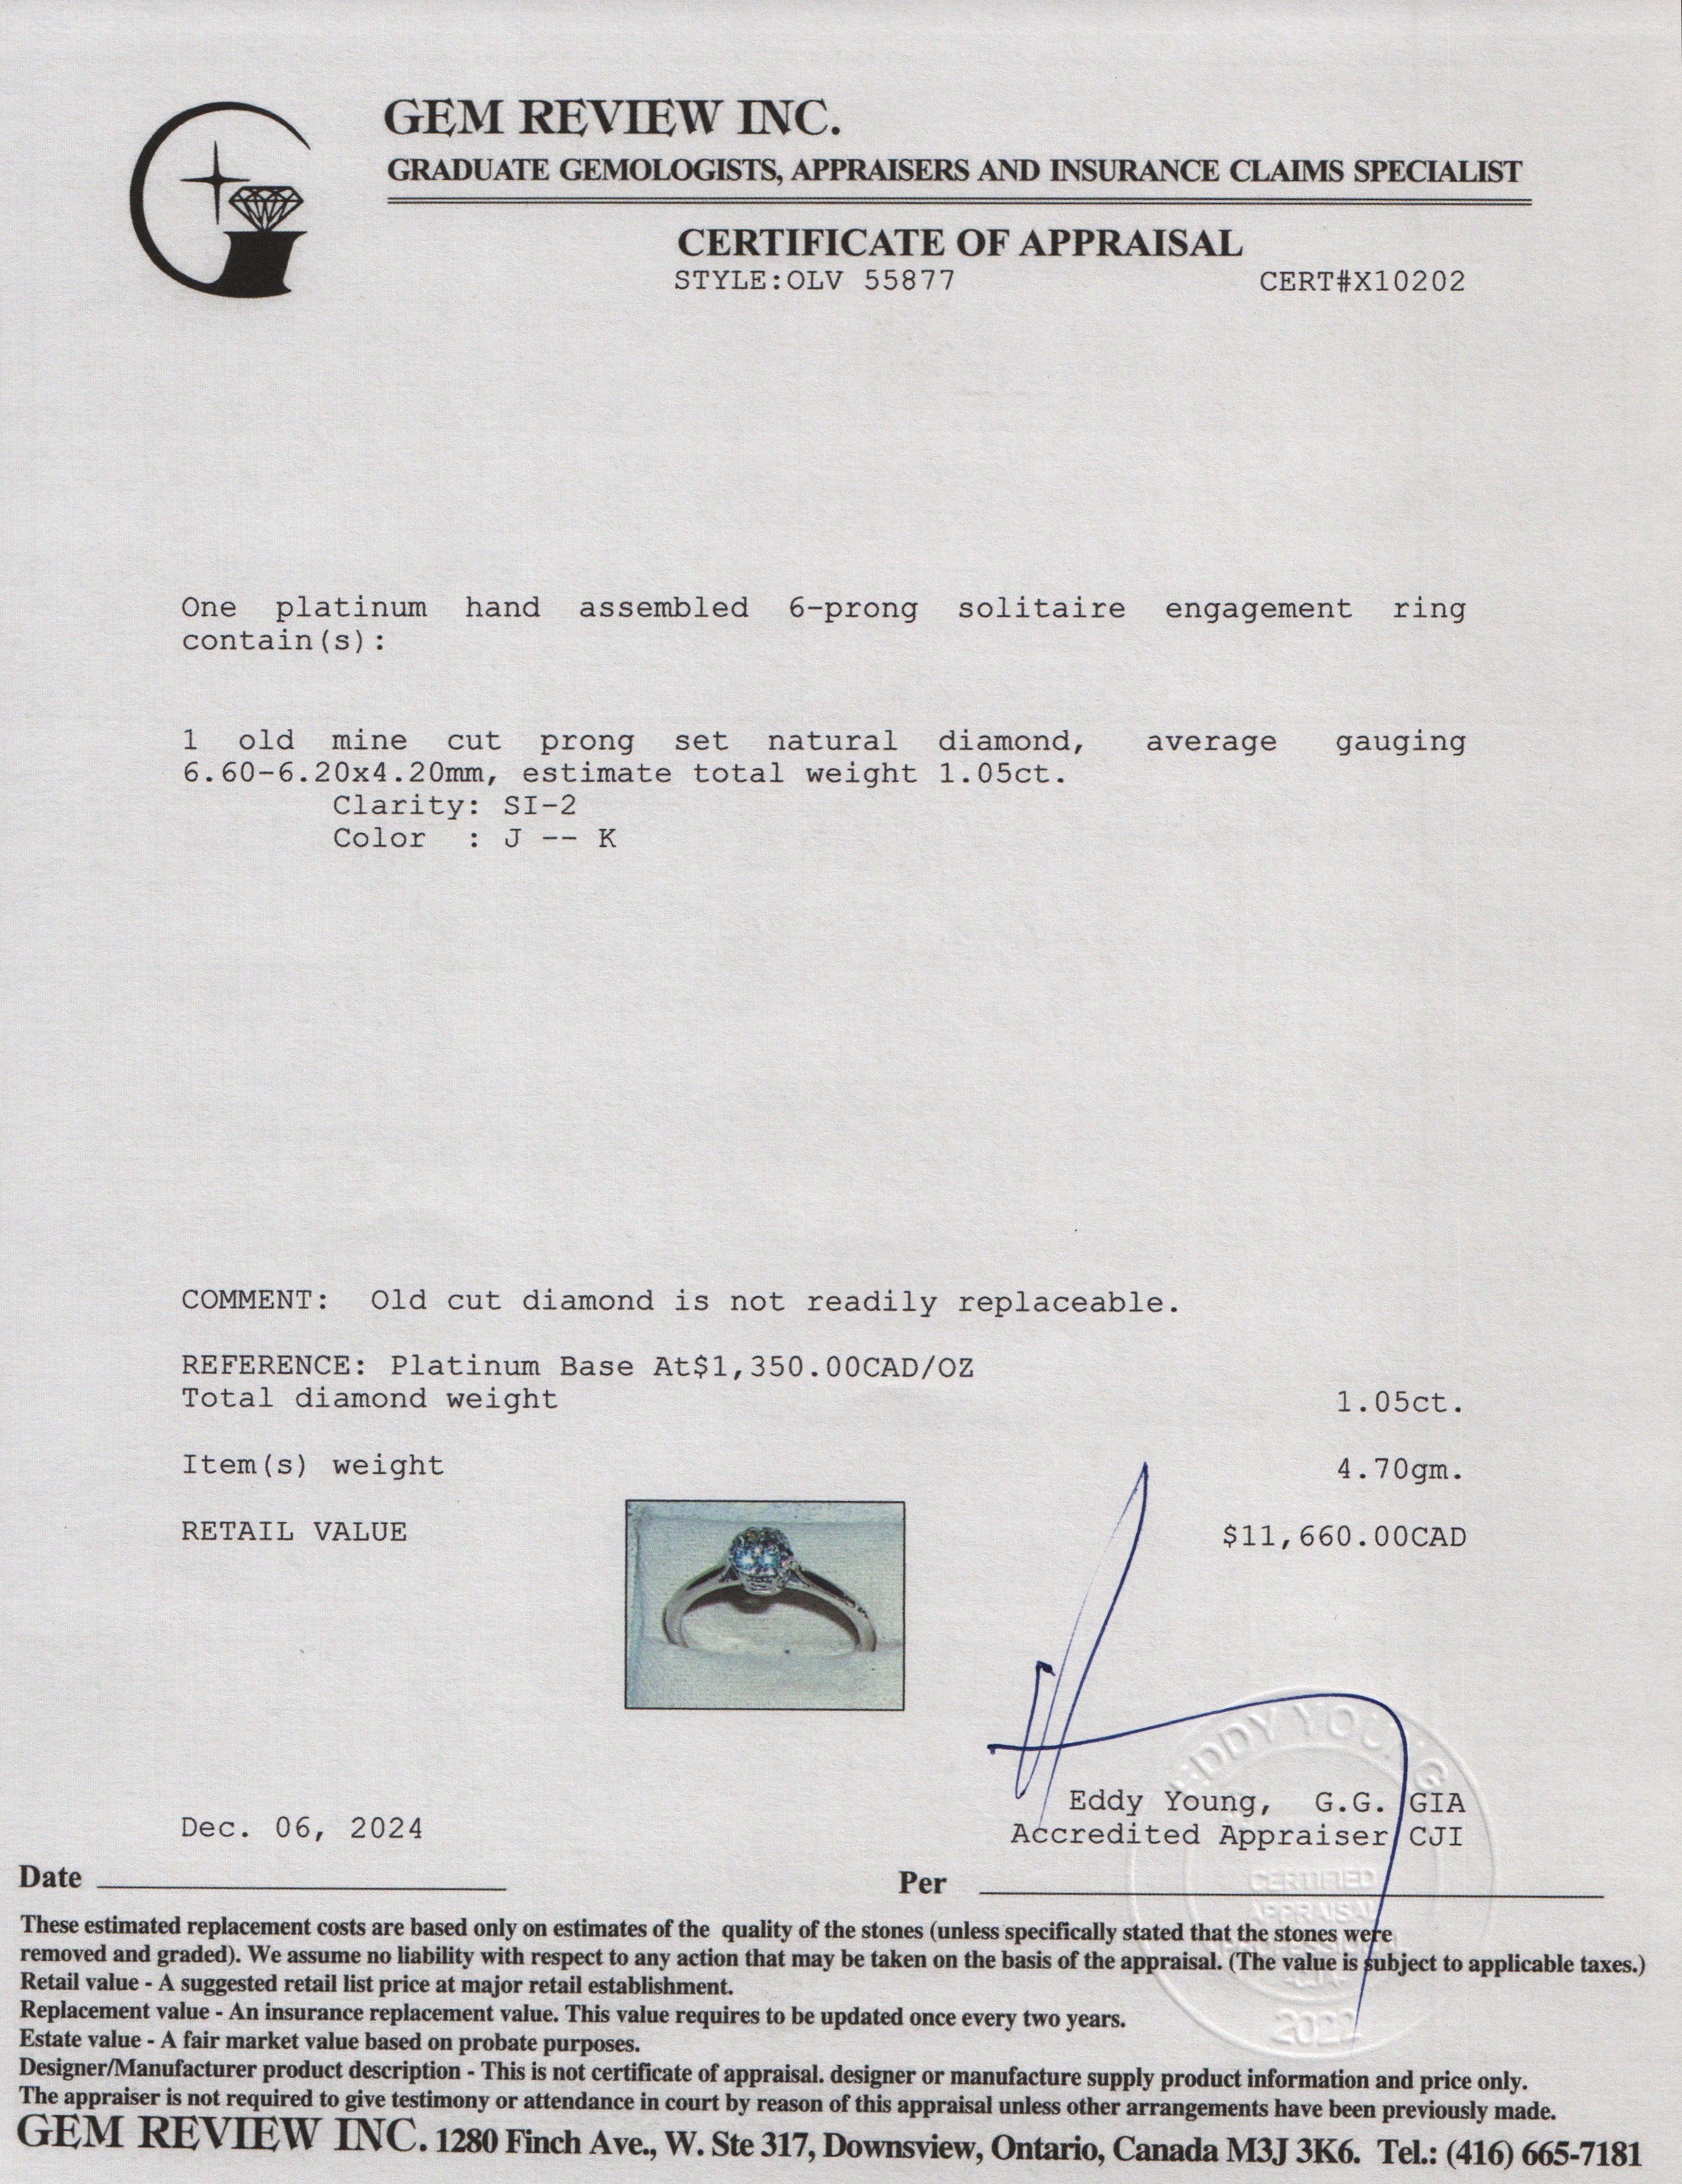 GEM REVIEW INC.
GRADUATE GEMOLOGISTS, APPRAISERS AND INSURANCE CLAIMS SPECIALIST
CERTIFICATE OF APPRAISAL
STYLE:OLV 55877 CERT#X10202
One platinum hand assembled 6-prong solitaire engagement ring
contain(s):
1 old mine cut prong set natural diamond, average gauging
6.60-6.20x4.20mm, estimate total weight 1.05ct.
Clarity: SI-2
Color : J -- K
COMMENT: Old cut diamond is not readily replaceable.
REFERENCE: Platinum Base At$1,350.00CAD/OZ
Total diamond weight 1.05ct.
Item(s) weight 4.70gm.
RETAIL VALUE $11,660.00CAD
EDDY YOUNG
Eddy Young, G.G. GIA
Dec. 06, 2024 Accredited Appraiser CJI
Date Per
CERTIFIED
APPRAISAL
These estimated replacement costs are based only on estimates of the quality of the stones (unless specifically stated that the stones were
removed and graded). We assume no liability with respect to any action that may be taken on the basis of the appraisal. (The value is subject to applicable taxes.)
Retail value - A suggested retail list price at major retail establishment.
Replacement value - An insurance replacement value. This value requires to be updated once every two years.
Estate value - A fair market value based on probate purposes.
Designer/Manufacturer product description - This is not certificate of appraisal. designer or manufacture supply product information and price only.
The appraiser is not required to give testimony or attendance in court by reason of this appraisal unless other arrangements have been previously made.
GEM REVIEW INC. 1280 Finch Ave., W. Ste 317, Downsview, Ontario, Canada M3J 3K6. Tel.: (416) 665-7181